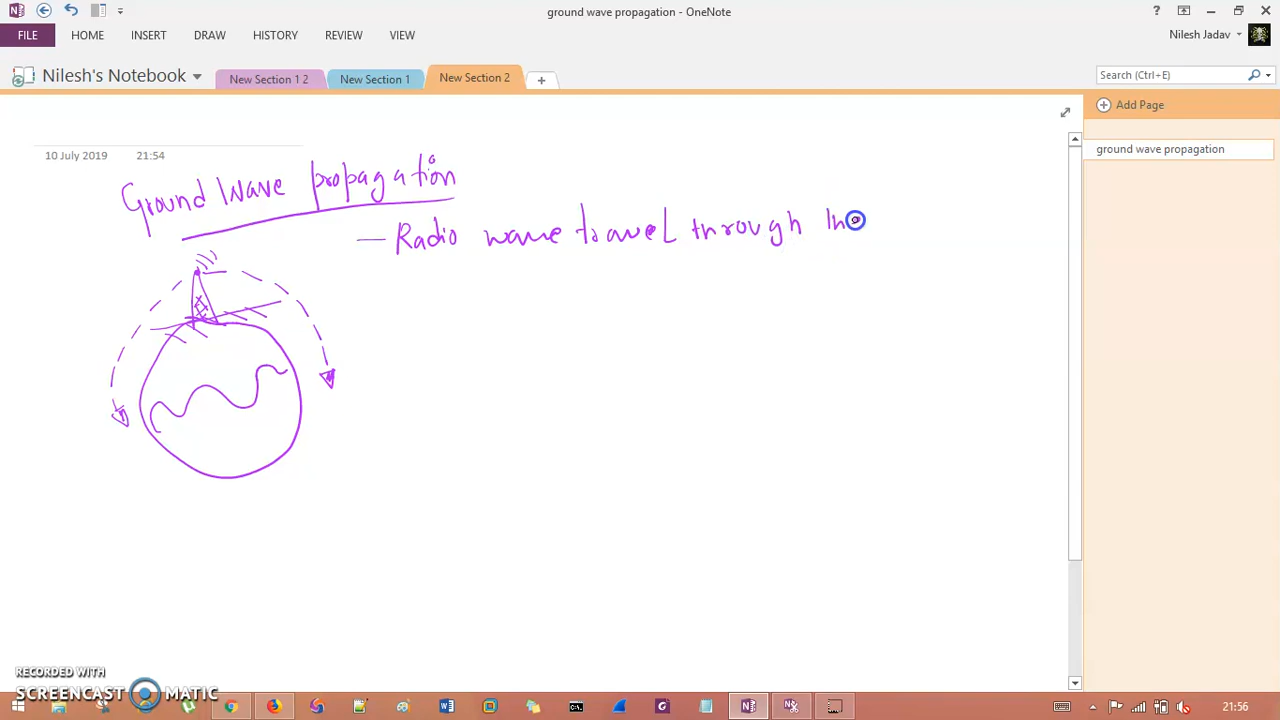 ground wave propagation - OneNote
FILE HOME INSERT DRAW HISTORY REVIEW VIEW
Nilesh Jadav
Nilesh's Notebook New Section 1 2 New Section 1 New Section 2
Search (Ctrl+E)
Add Page
ground wave propagation
10 July 2019 21:54
Ground Wave propagation
— Radio wave travel through
RECORDED WITH
SCREENCAST MATIC
21:56